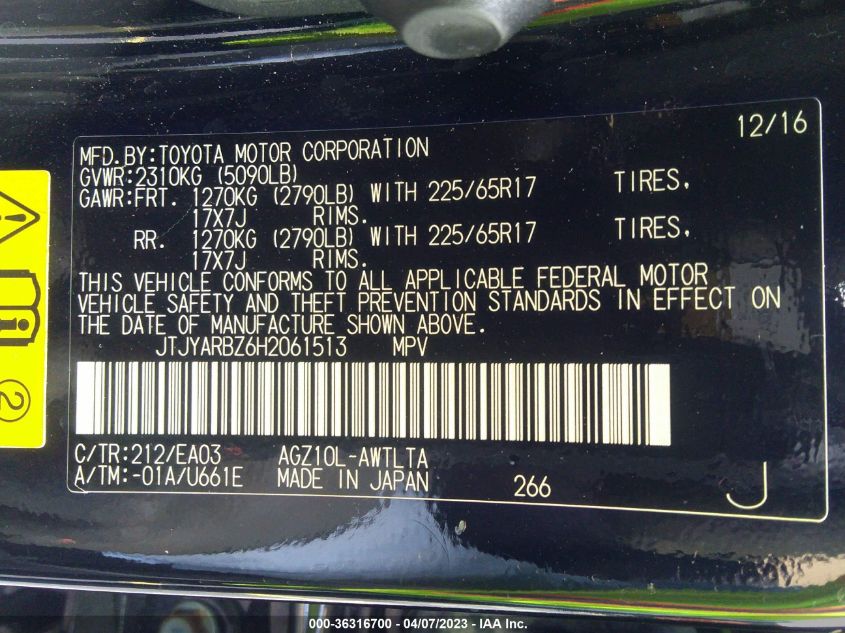 12/16
MFD.BY:TOYOTA MOTOR CORPORATION
GVWR:2310KG (5090LB)
GAWR:FRT. 1270KG (2790LB) WITH 225/65R17 TIRES,
17X7J RIMS.
RR. 1270KG (2790LB) WITH 225/65R17 TIRES,
17X7J RIMS.
THIS VEHICLE CONFORMS TO ALL APPLICABLE FEDERAL MOTOR
VEHICLE SAFETY AND THEFT PREVENTION STANDARDS IN EFFECT ON
THE DATE OF MANUFACTURE SHOWN ABOVE.
JTJYARBZ6H2061513 MPV
C/TR:212/EA03 AGZ10L-AWTLTA
A/TM:-01A/U661E MADE IN JAPAN 266 J
2
000-36316700 - 04/07/2023 - IAA Inc.